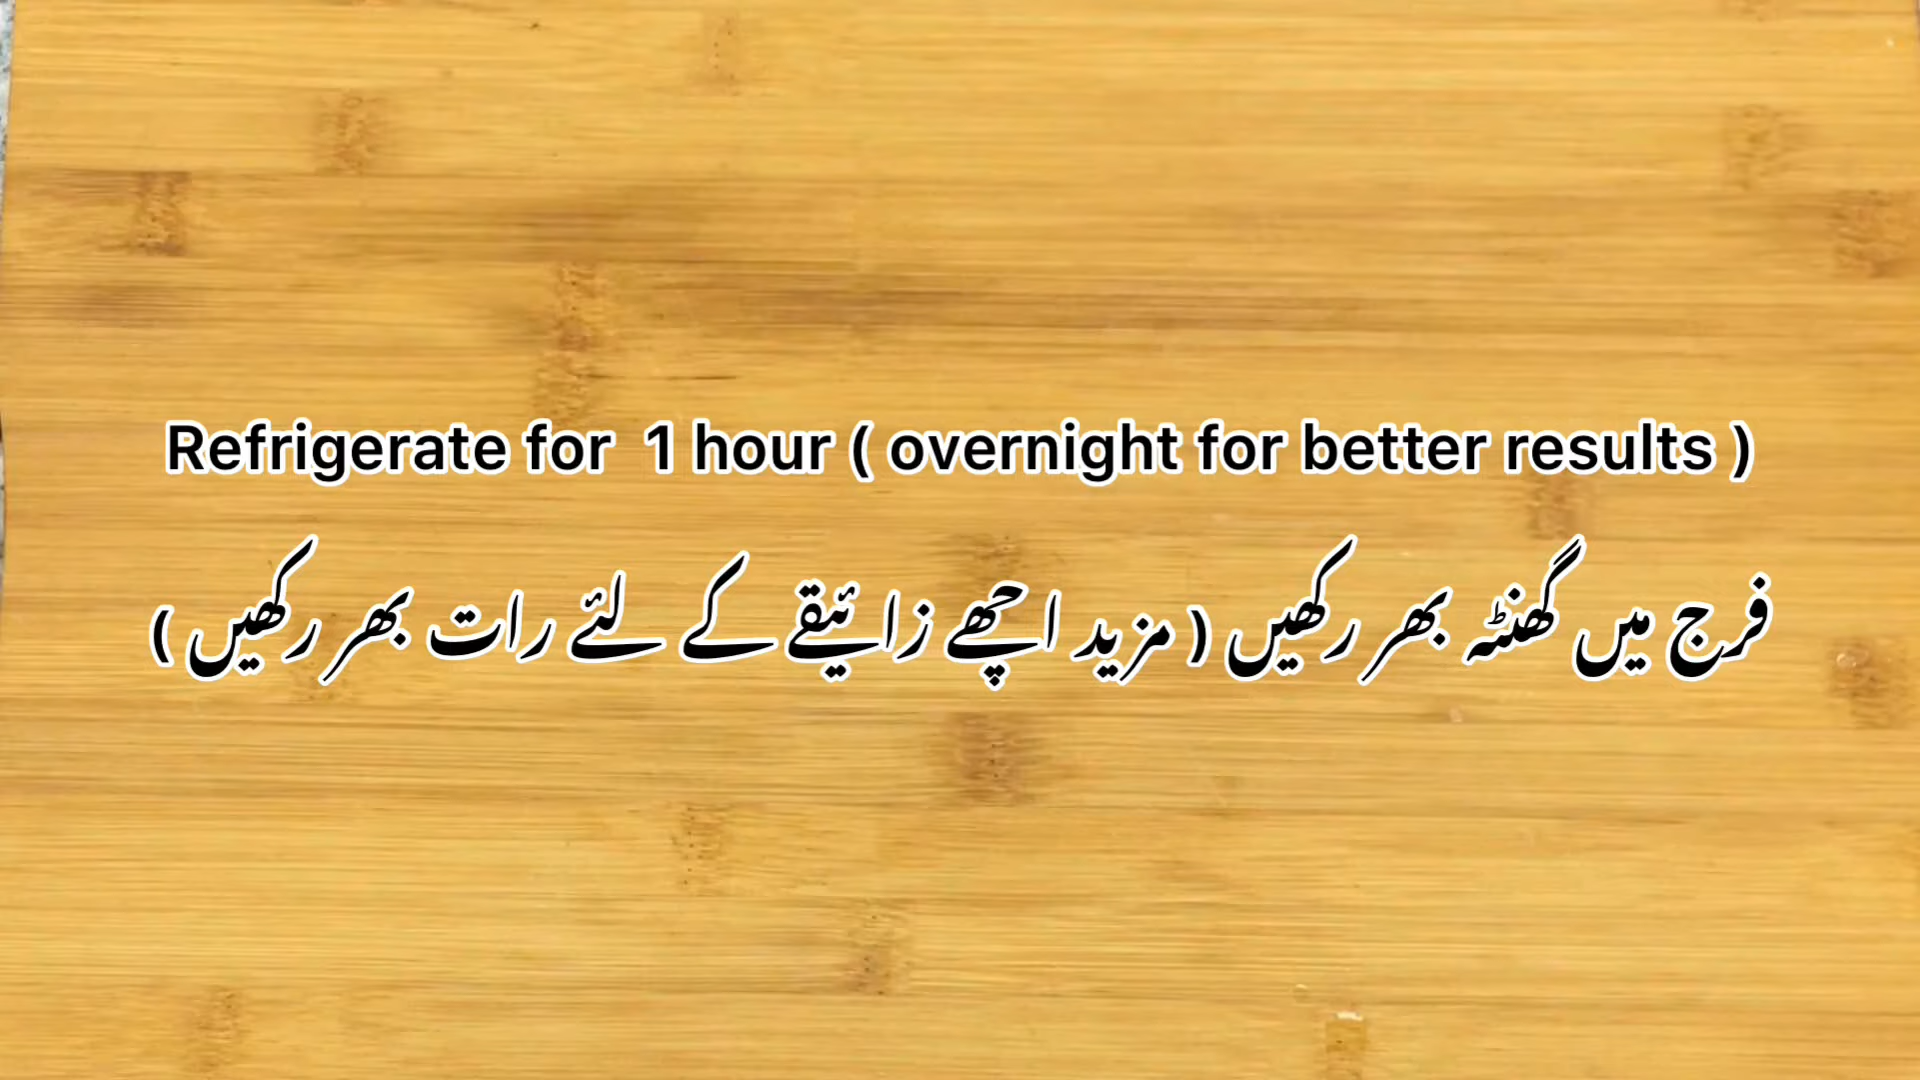 Refrigerate for 1 hour ( overnight for better results )
فرج میں گھنٹہ بھر رکھیں ( مزید اچھے زائیقے کے لئے رات بھر رکھیں )